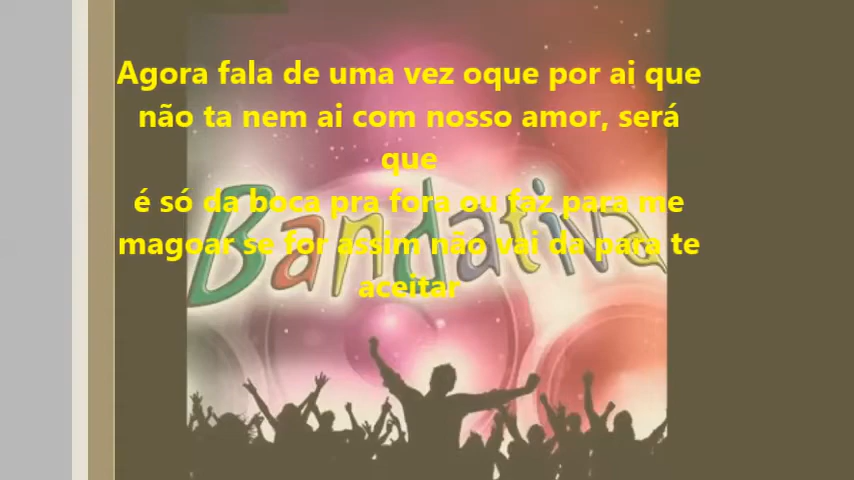 Agora fala de uma vez oque por ai que
não ta nem ai com nosso amor, será
que
é só da boca pra fora ou faz para me
magoar se for assim não vai da para te
aceitar
Bandativa